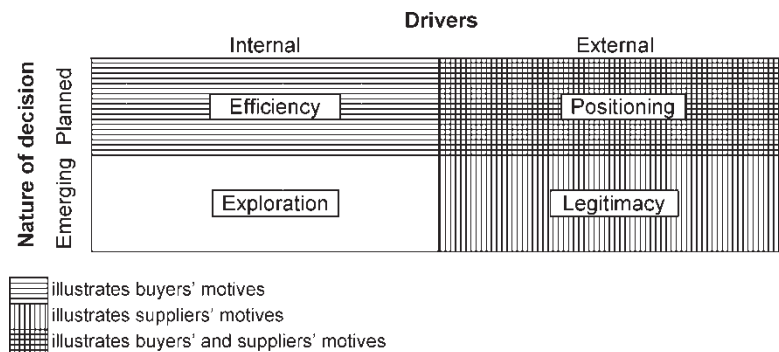 Drivers
Internal External
Nature of decision
Planned
Efficiency Positioning
Emerging
Exploration Legitimacy
illustrates buyers' motives
illustrates suppliers' motives
illustrates buyers' and suppliers' motives